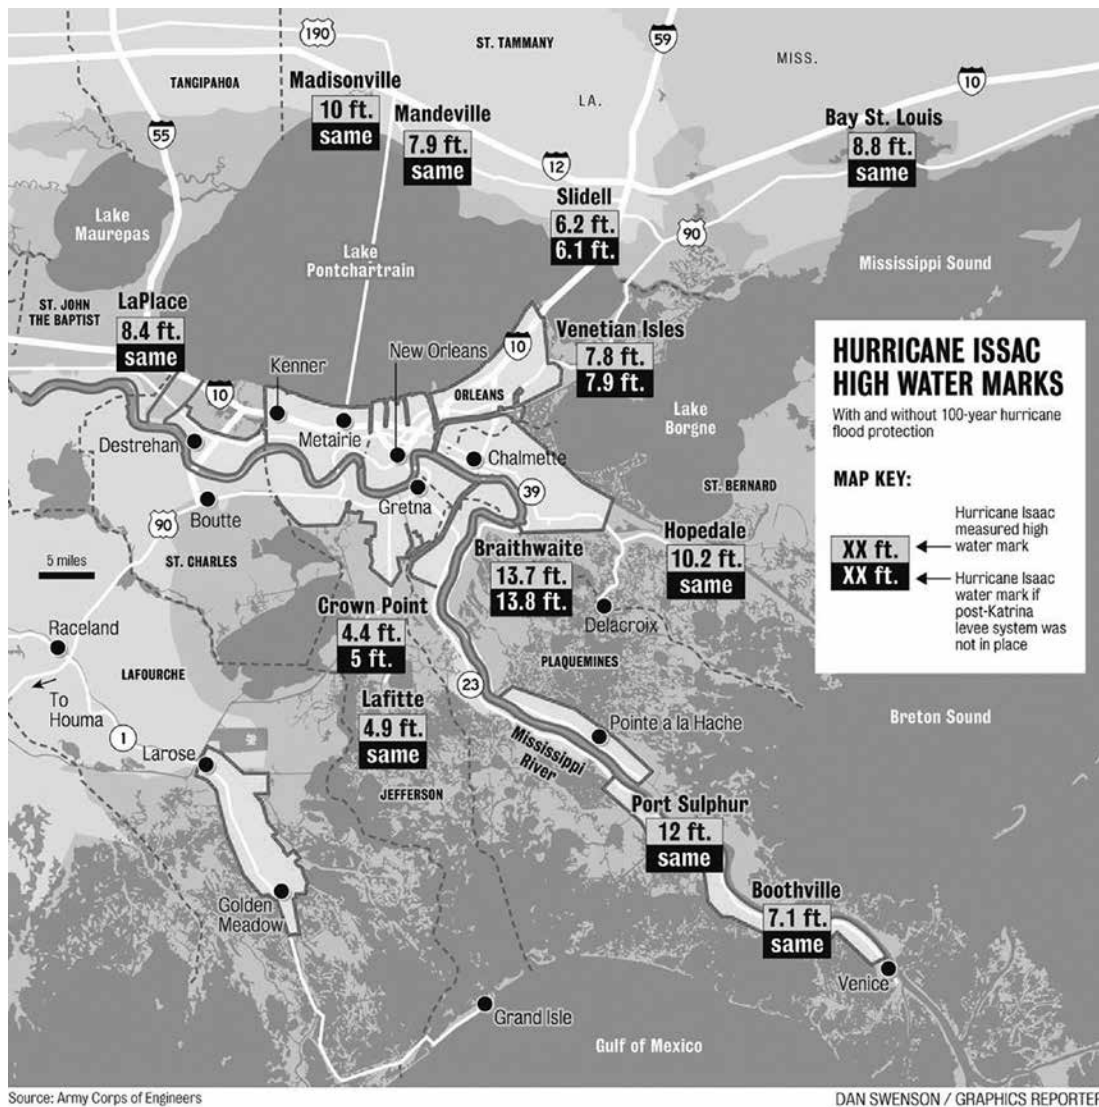 190
59
ST. TAMMANY
MISS.
TANGIPAHOA
Madisonville
10 ft.
same
LA.
10
Mandeville
7.9 ft.
same
Bay St. Louis
8.8 ft.
same
55
12
Slidell
6.2 ft.
6.1 ft.
90
Lake
Maurepas
Lake
Pontchartrain
Mississippi Sound
ST. JOHN
THE BAPTIST
LaPlace
8.4 ft.
same
Venetian Isles
7.8 ft.
7.9 ft.
New Orleans
10
Kenner
10
ORLEANS
Lake
Borgne
Destrehan
Metairie
Chalmette
39
ST. BERNARD
Gretna
Boutte
90
5 miles
ST. CHARLES
Hopedale
10.2 ft.
same
Braithwaite
13.7 ft.
13.8 ft.
Crown Point
4.4 ft.
5 ft.
Delacroix
Raceland
LAFOURCHE
PLAQUEMINES
To
Houma
23
Lafitte
4.9 ft.
same
1
Larose
Pointe a la Hache
Mississippi
River
Breton Sound
JEFFERSON
Port Sulphur
12 ft.
same
Golden
Meadow
Boothville
7.1 ft.
same
Venice
Grand Isle
Gulf of Mexico
HURRICANE ISSAC
HIGH WATER MARKS
With and without 100-year hurricane
flood protection
MAP KEY:
XX ft.
XX ft.
Hurricane Isaac
measured high
water mark
Hurricane Isaac
water mark if
post-Katrina
levee system was
not in place
Source: Army Corps of Engineers
DAN SWENSON / GRAPHICS REPORTER